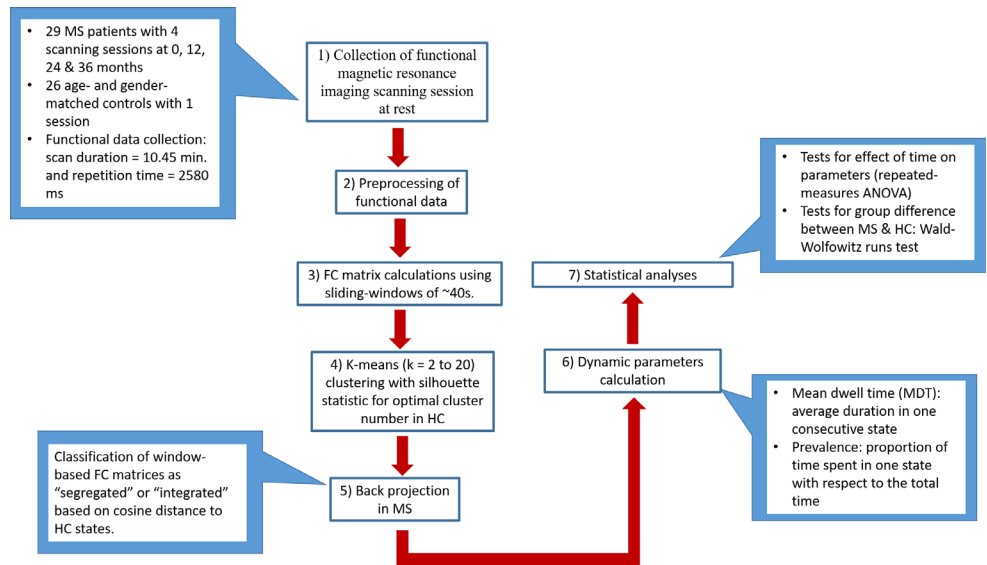 • 29 MS patients with 4
scanning sessions at 0, 12,
24 & 36 months
• 26 age- and gender-
matched controls with 1
session
• Functional data collection:
scan duration = 10.45 min.
and repetition time = 2580
ms
1) Collection of functional
magnetic resonance
imaging scanning session
at rest
2) Preprocessing of
functional data
3) FC matrix calculations using
sliding-windows of ~40s.
4) K-means (k = 2 to 20)
clustering with silhouette
statistic for optimal cluster
number in HC
Classification of window-
based FC matrices as
“segregated” or “integrated”
based on cosine distance to
HC states.
5) Back projection
in MS
6) Dynamic parameters
calculation
• Mean dwell time (MDT):
average duration in one
consecutive state
• Prevalence: proportion of
time spent in one state
with respect to the total
time
7) Statistical analyses
• Tests for effect of time on
parameters (repeated-
measures ANOVA)
• Tests for group difference
between MS & HC: Wald-
Wolfowitz runs test